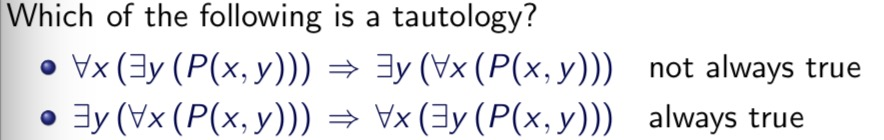 Which of the following is a tautology?
• ∀x (∃y (P(x, y))) ⇒ ∃y (∀x (P(x, y))) not always true
• ∃y (∀x (P(x, y))) ⇒ ∀x (∃y (P(x, y))) always true